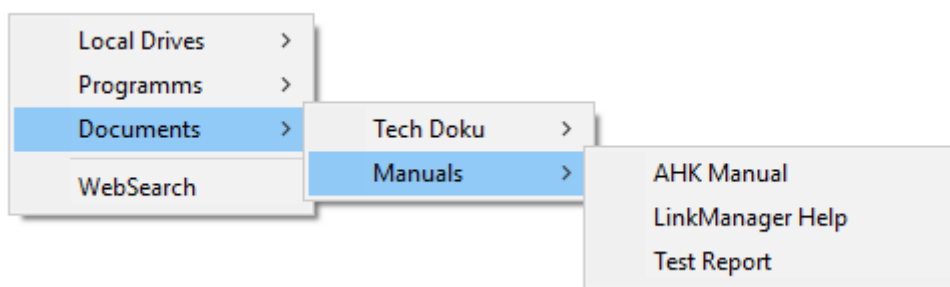 Local Drives
Programms
Documents
WebSearch
Tech Doku
Manuals
AHK Manual
LinkManager Help
Test Report